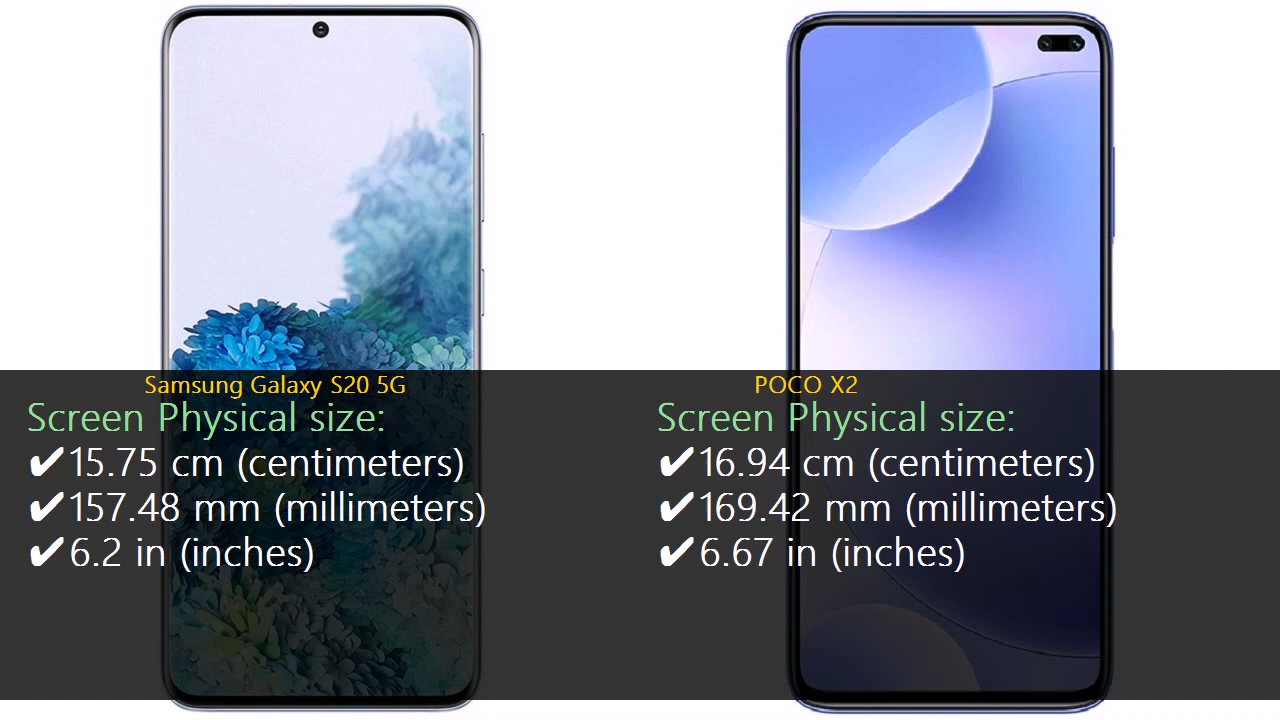 Samsung Galaxy S20 5G
Screen Physical size:
✔15.75 cm (centimeters)
✔157.48 mm (millimeters)
✔6.2 in (inches)
POCO X2
Screen Physical size:
✔16.94 cm (centimeters)
✔169.42 mm (millimeters)
✔6.67 in (inches)